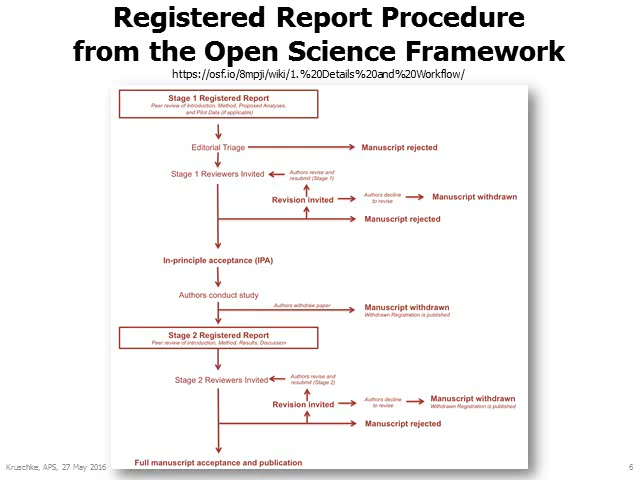 Registered Report Procedure
from the Open Science Framework
https://osf.io/8mpji/wiki/1.%20Details%20and%20Workflow/
Stage 1 Registered Report
Peer review of Introduction, Method, Proposed Analyses,
and Pilot Data (if applicable)
Editorial Triage
Manuscript rejected
Stage 1 Reviewers Invited
Authors revise and
resubmit (Stage 1)
Revision invited
Authors decline
to revise
Manuscript withdrawn
Manuscript rejected
In-principle acceptance (IPA)
Authors conduct study
Authors withdraw paper
Manuscript withdrawn
Withdrawn Registration is published
Stage 2 Registered Report
Peer review of Introduction, Method, Results, Discussion
Stage 2 Reviewers Invited
Authors revise and
resubmit (Stage 2)
Revision invited
Authors decline
to revise
Manuscript withdrawn
Withdrawn Registration is published
Manuscript rejected
Full manuscript acceptance and publication
Kruschke, APS, 27 May 2016
6